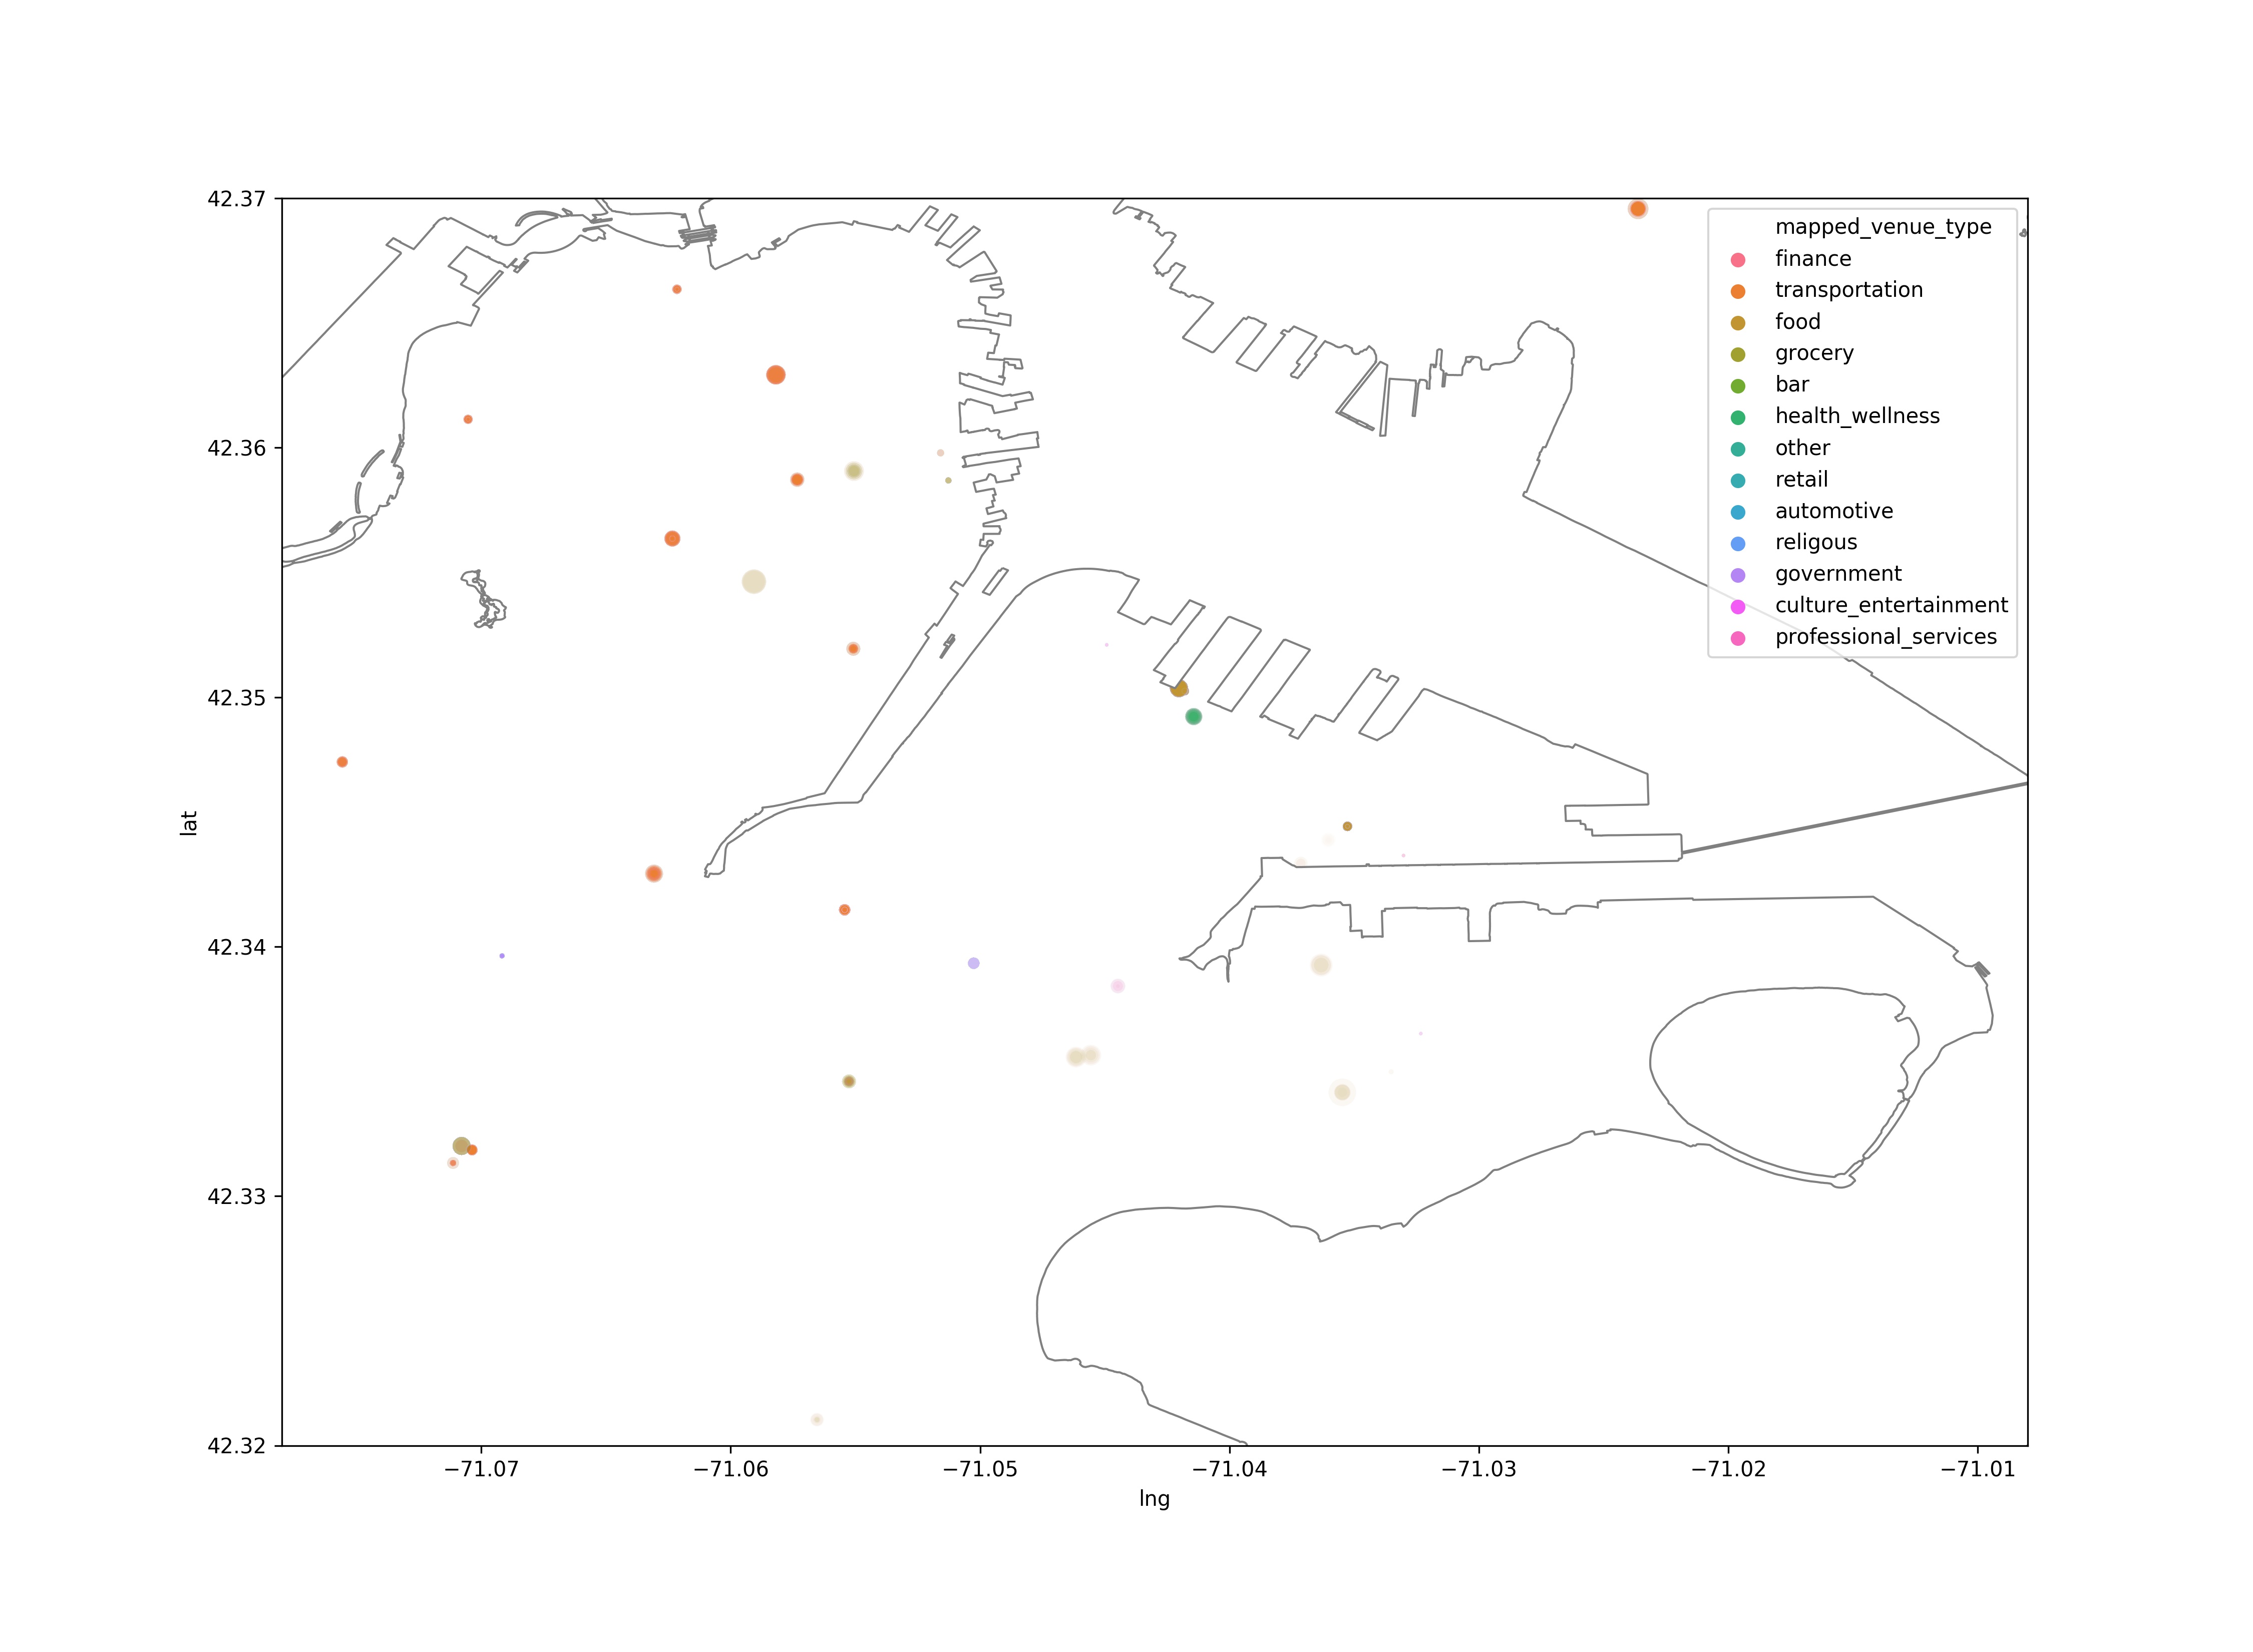 42.37
42.36
42.35
42.34
42.33
42.32
lat
−71.07
−71.06
−71.05
−71.04
−71.03
−71.02
−71.01
lng
mapped_venue_type
finance
transportation
food
grocery
bar
health_wellness
other
retail
automotive
religous
government
culture_entertainment
professional_services